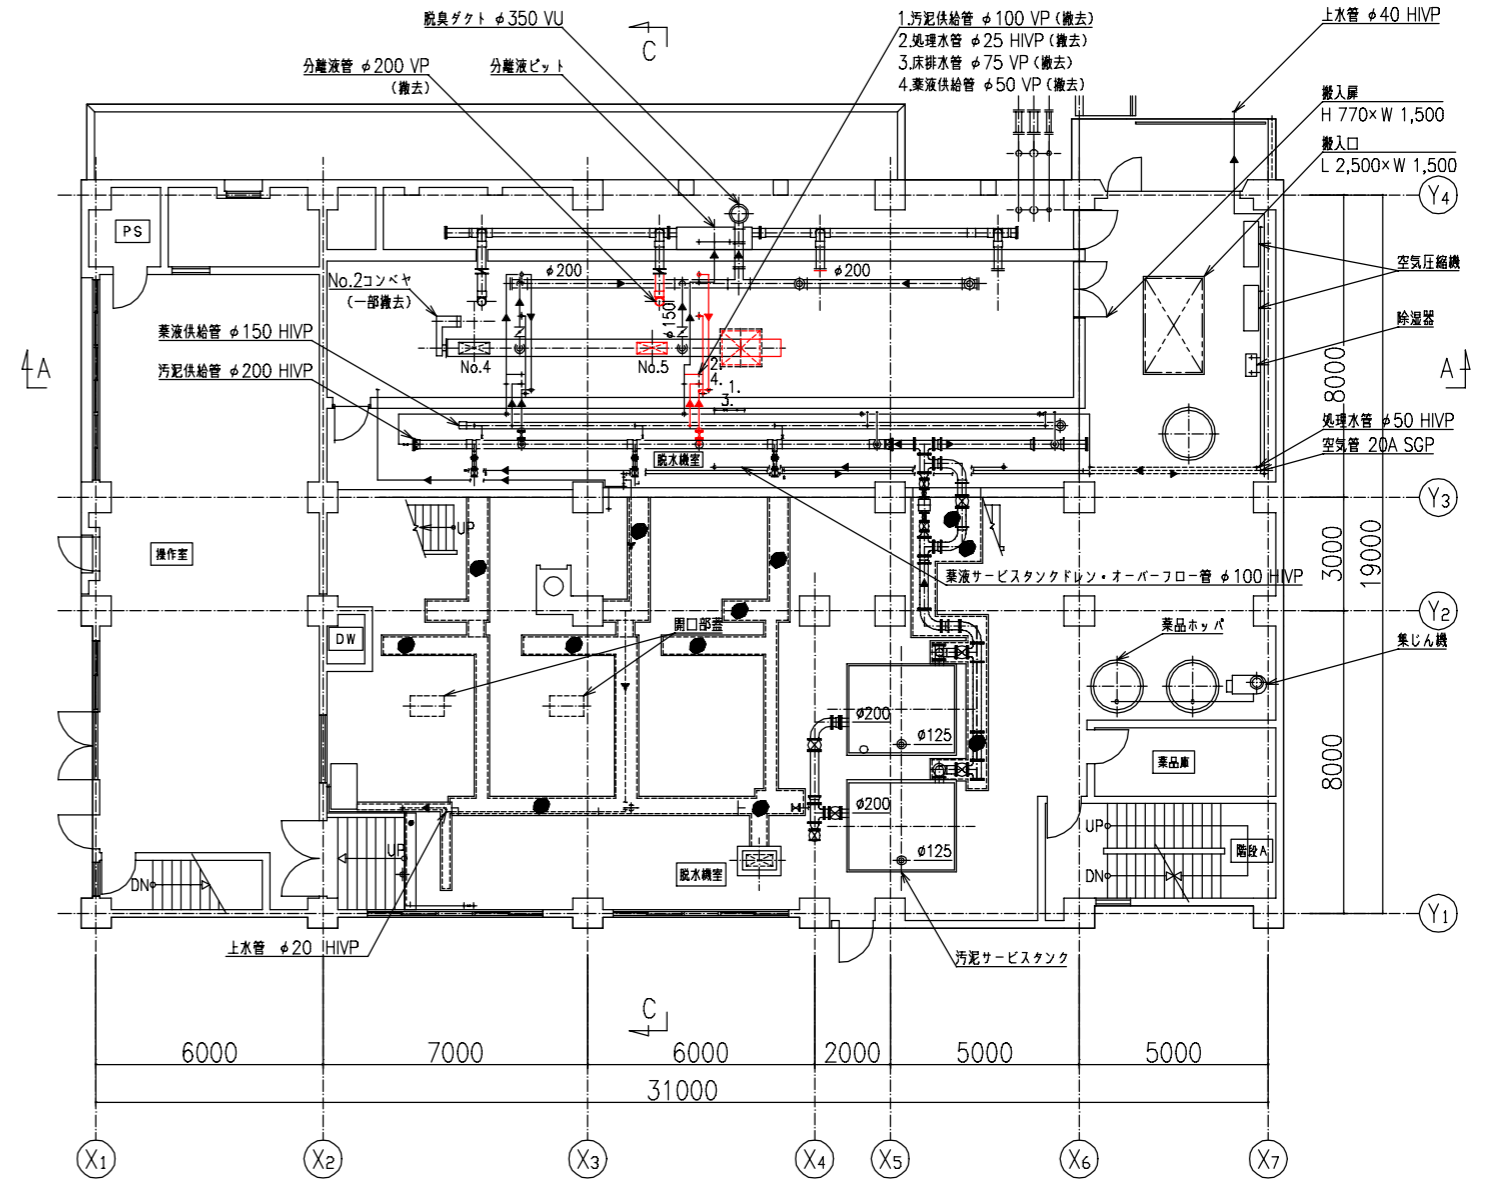 脱臭ダクト φ350 VU
C
1.汚泥供給管 φ100 VP (撤去)
2.処理水管 φ25 HIVP (撤去)
3.床排水管 φ75 VP (撤去)
4.薬液供給管 φ50 VP (撤去)
上水管 φ40 HIVP
分離液管 φ200 VP
(撤去)
分離液ピット
搬入扉
H 770×W 1,500
搬入口
L 2,500×W 1,500
Y4
PS
No.2コンベヤ
(一部撤去)
φ200
φ200
φ150
空気圧縮機
除湿器
薬液供給管 φ150 HIVP
汚泥供給管 φ200 HIVP
A
A
No.4
No.5
2.
4.
1.
3.
8000
処理水管 φ50 HIVP
空気管 20A SGP
脱水機室
Y3
UP
操作室
薬液サービスタンクドレン・オーバーフロー管 φ100 HIVP
3000
19000
DW
開口部蓋
薬品ホッパ
集じん機
Y2
φ200
φ125
薬品庫
8000
φ200
φ125
UP
UP
階段A
DN
DN
脱水機室
Y1
上水管 φ20 HIVP
汚泥サービスタンク
C
6000
7000
6000
2000
5000
5000
31000
X1
X2
X3
X4
X5
X6
X7